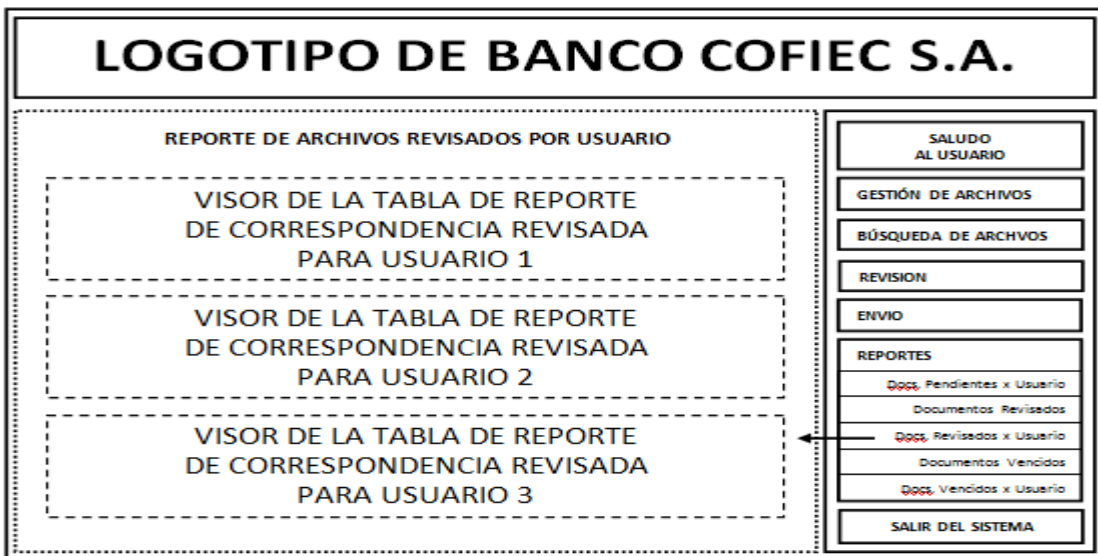 LOGOTIPO DE BANCO COFIEC S.A.
REPORTE DE ARCHIVOS REVISADOS POR USUARIO
VISOR DE LA TABLA DE REPORTE
DE CORRESPONDENCIA REVISADA
PARA USUARIO 1
VISOR DE LA TABLA DE REPORTE
DE CORRESPONDENCIA REVISADA
PARA USUARIO 2
VISOR DE LA TABLA DE REPORTE
DE CORRESPONDENCIA REVISADA
PARA USUARIO 3
SALUDO
AL USUARIO
GESTIÓN DE ARCHIVOS
BÚSQUEDA DE ARCHVOS
REVISION
ENVIO
REPORTES
Docs. Pendientes x Usuario
Documentos Revisados
Docs. Revisados x Usuario
Documentos Vencidos
Docs. Vencidos x Usuario
SALIR DEL SISTEMA